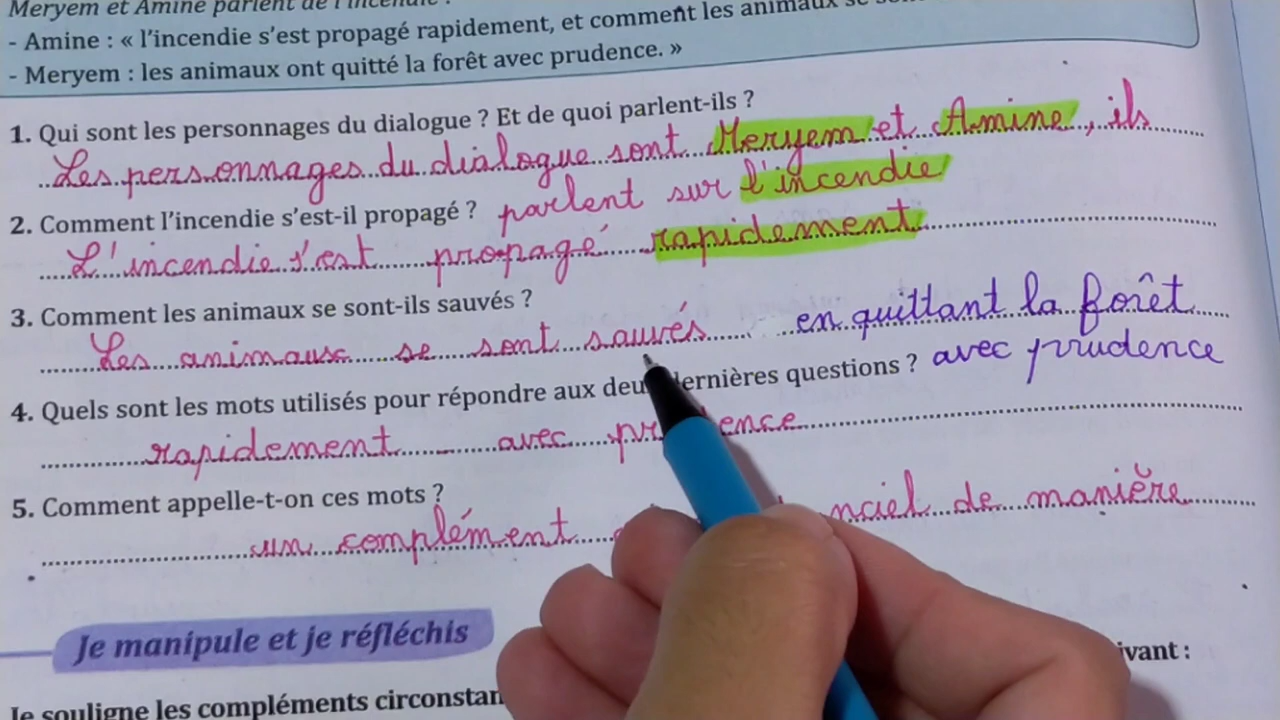 Meryem et Amine parlent de l'incendie :
- Amine : « l'incendie s'est propagé rapidement, et comment les animaux se
- Meryem : les animaux ont quitté la forêt avec prudence. »
1. Qui sont les personnages du dialogue ? Et de quoi parlent-ils ?
Les personnages du dialogue sont Meryem et Amine, ils
parlent sur l'incendie
2. Comment l'incendie s'est-il propagé ?
L'incendie s'est propagé rapidement
3. Comment les animaux se sont-ils sauvés ?
Les animaux se sont sauvés en quittant la forêt
avec prudence
4. Quels sont les mots utilisés pour répondre aux deu dernières questions ?
rapidement avec pr ence
5. Comment appelle-t-on ces mots ?
un complément nciel de manière
Je manipule et je réfléchis
Je souligne les compléments circonstan ivant :